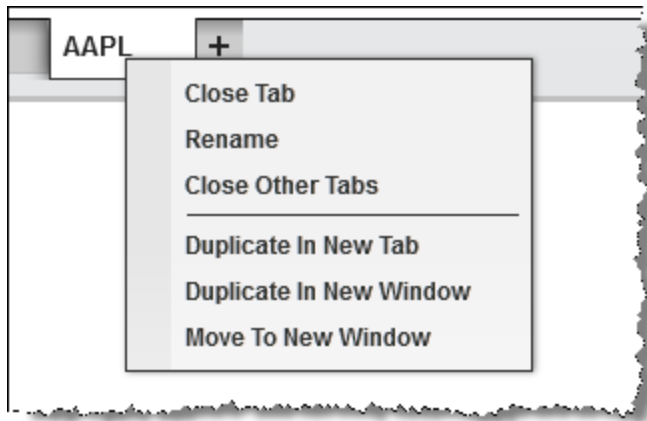 AAPL +
Close Tab
Rename
Close Other Tabs
Duplicate In New Tab
Duplicate In New Window
Move To New Window